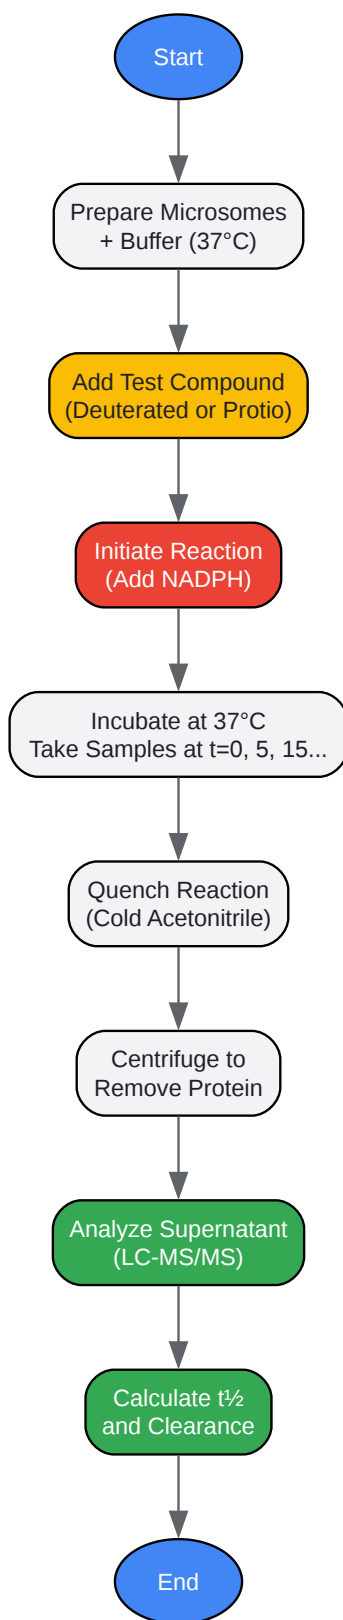 Start
Prepare Microsomes
+ Buffer (37°C)
Add Test Compound
(Deuterated or Protio)
Initiate Reaction
(Add NADPH)
Incubate at 37°C
Take Samples at t=0, 5, 15...
Quench Reaction
(Cold Acetonitrile)
Centrifuge to
Remove Protein
Analyze Supernatant
(LC-MS/MS)
Calculate t½
and Clearance
End